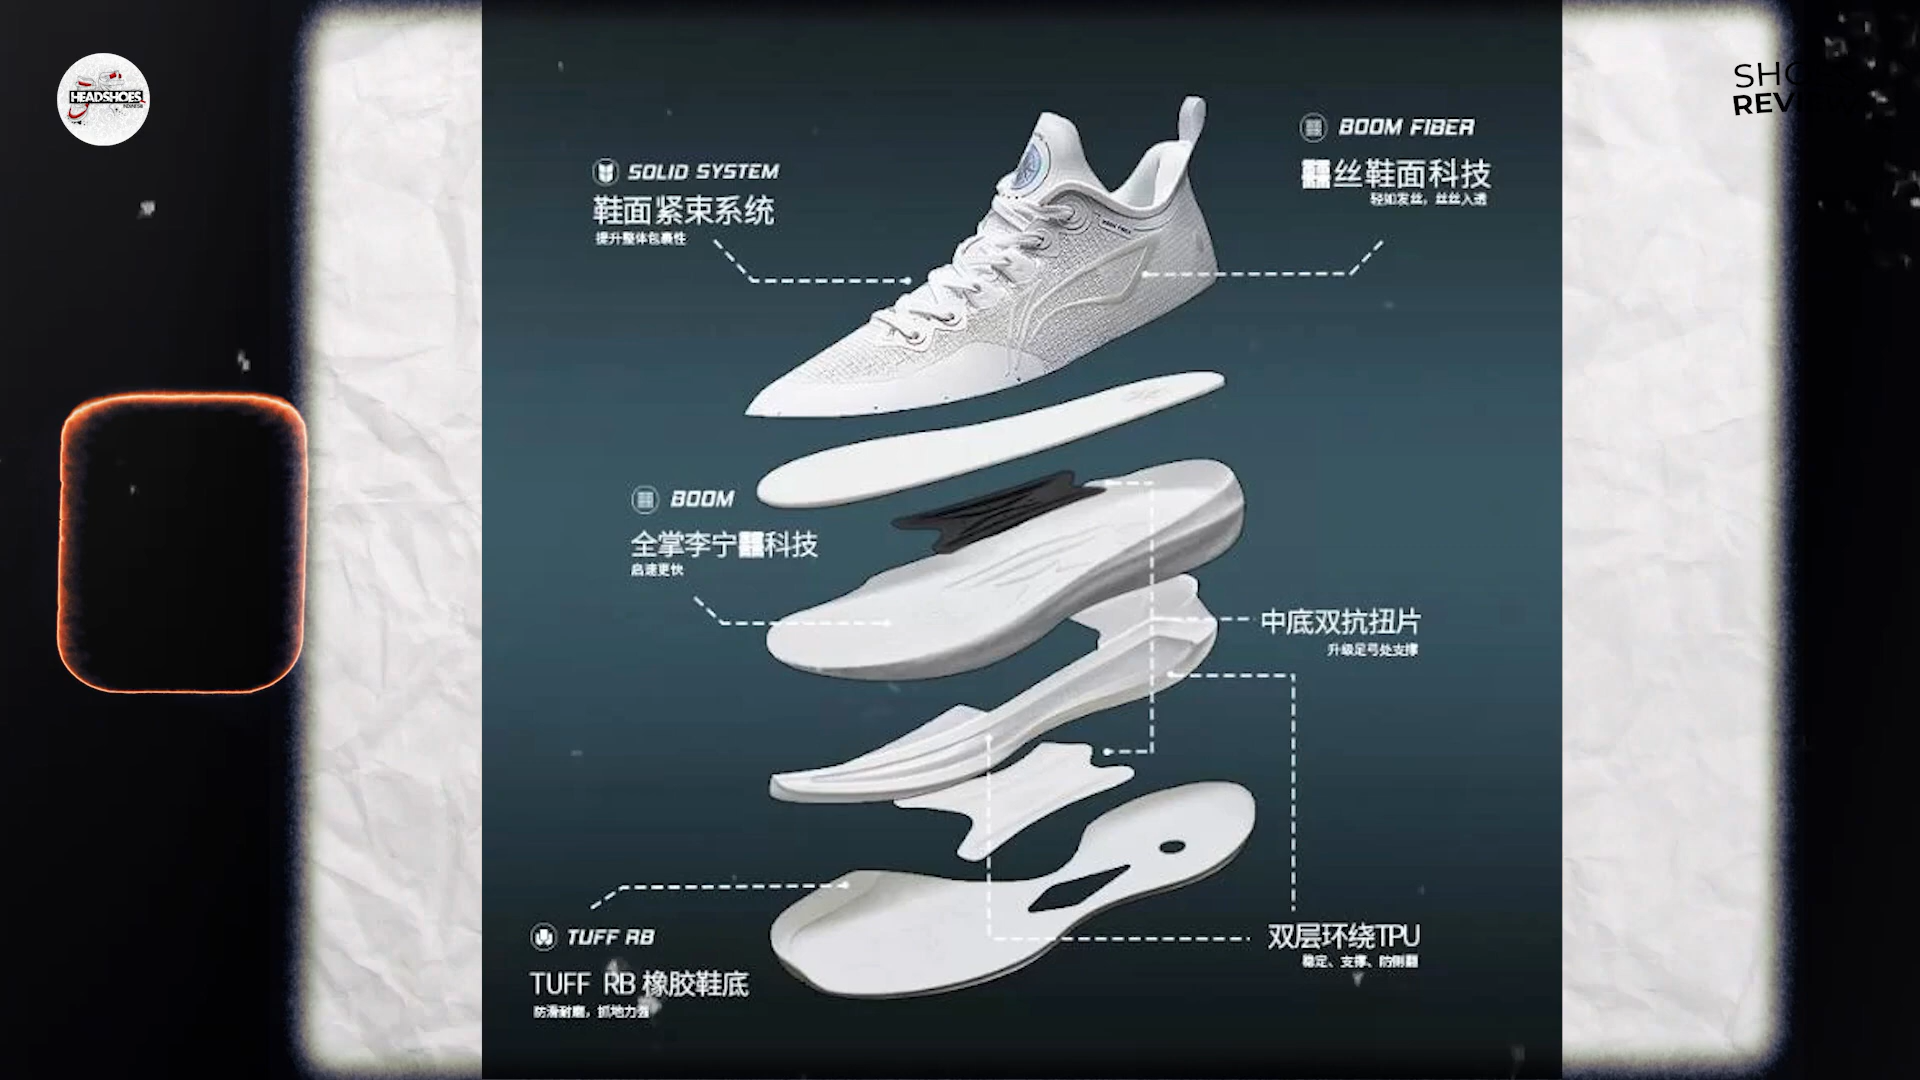 HEADSHOES
SHOES
REVIEW
SOLID SYSTEM
鞋面紧束系统
提升整体包裹性
BOOM FIBER
䨻丝鞋面科技
轻如发丝，丝丝入透
BOOM
全掌李宁䨻科技
启速更快
中底双抗扭片
升级足弓处支撑
双层环绕TPU
稳定、支撑、防侧翻
TUFF RB
TUFF RB 橡胶鞋底
防滑耐磨，抓地力强